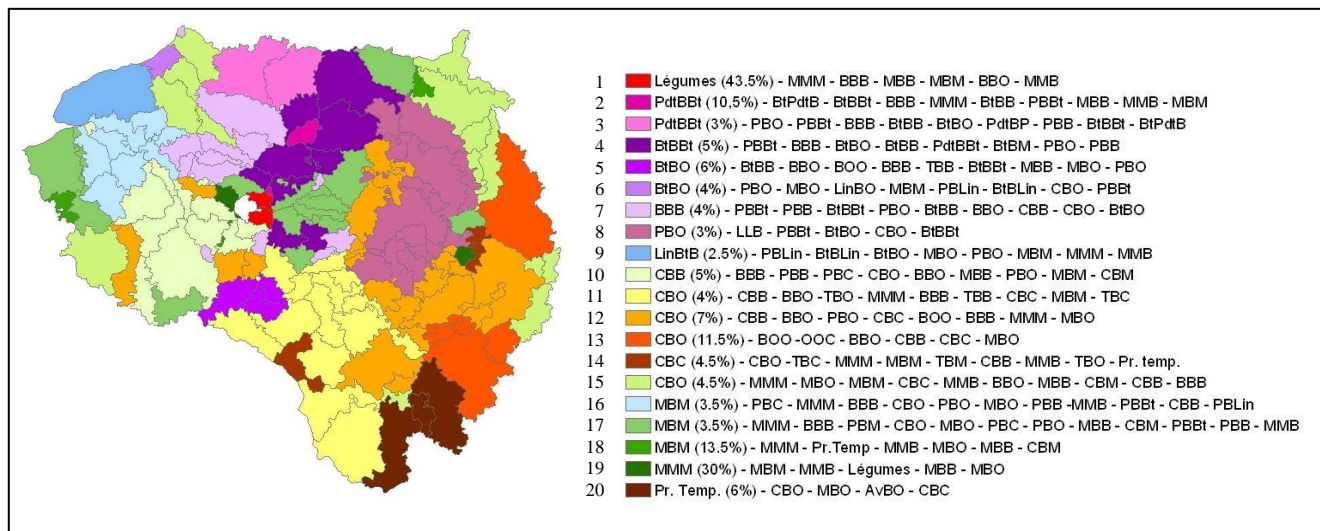 1 Légumes (43.5%) - MMM - BBB - MBB - MBM - BBO - MMB
2 PdtBBt (10,5%) - BtPdtB - BtBBt - BBB - MMM - BtBB - PBBt - MBB - MMB - MBM
3 PdtBBt (3%) - PBO - PBBt - BBB - BtBB - BtBO - PdtBP - PBB - BtBBt - BtPdtB
4 BtBBt (5%) - PBBt - BBB - BtBO - BtBB - PdtBBt - BtBM - PBO - PBB
5 BtBO (6%) - BtBB - BBO - BOO - BBB - TBB - BtBBt - MBB - MBO - PBO
6 BtBO (4%) - PBO - MBO - LinBO - MBM - PBLin - BtBLin - CBO - PBBt
7 BBB (4%) - PBBt - PBB - BtBBt - PBO - BtBB - BBO - CBB - CBO - BtBO
8 PBO (3%) - LLB - PBBt - BtBO - CBO - BtBBt
9 LinBtB (2.5%) - PBLin - BtBLin - BtBO - MBO - PBO - MBM - MMM - MMB
10 CBB (5%) - BBB - PBB - PBC - CBO - BBO - MBB - PBO - MBM - CBM
11 CBO (4%) - CBB - BBO -TBO - MMM - BBB - TBB - CBC - MBM - TBC
12 CBO (7%) - CBB - BBO - PBO - CBC - BOO - BBB - MMM - MBO
13 CBO (11.5%) - BOO -OOC - BBO - CBB - CBC - MBO
14 CBC (4.5%) - CBO -TBC - MMM - MBM - TBM - CBB - MMB - TBO - Pr. temp.
15 CBO (4.5%) - MMM - MBO - MBM - CBC - MMB - BBO - MBB - CBM - CBB - BBB
16 MBM (3.5%) - PBC - MMM - BBB - CBO - PBO - MBO - PBB -MMB - PBBt - CBB - PBLin
17 MBM (3.5%) - MMM - BBB - PBM - CBO - MBO - PBC - PBO - MBB - CBM - PBBt - PBB - MMB
18 MBM (13.5%) - MMM - Pr.Temp - MMB - MBO - MBB - CBM
19 MMM (30%) - MBM - MMB - Légumes - MBB - MBO
20 Pr. Temp. (6%) - CBO - MBO - AvBO - CBC